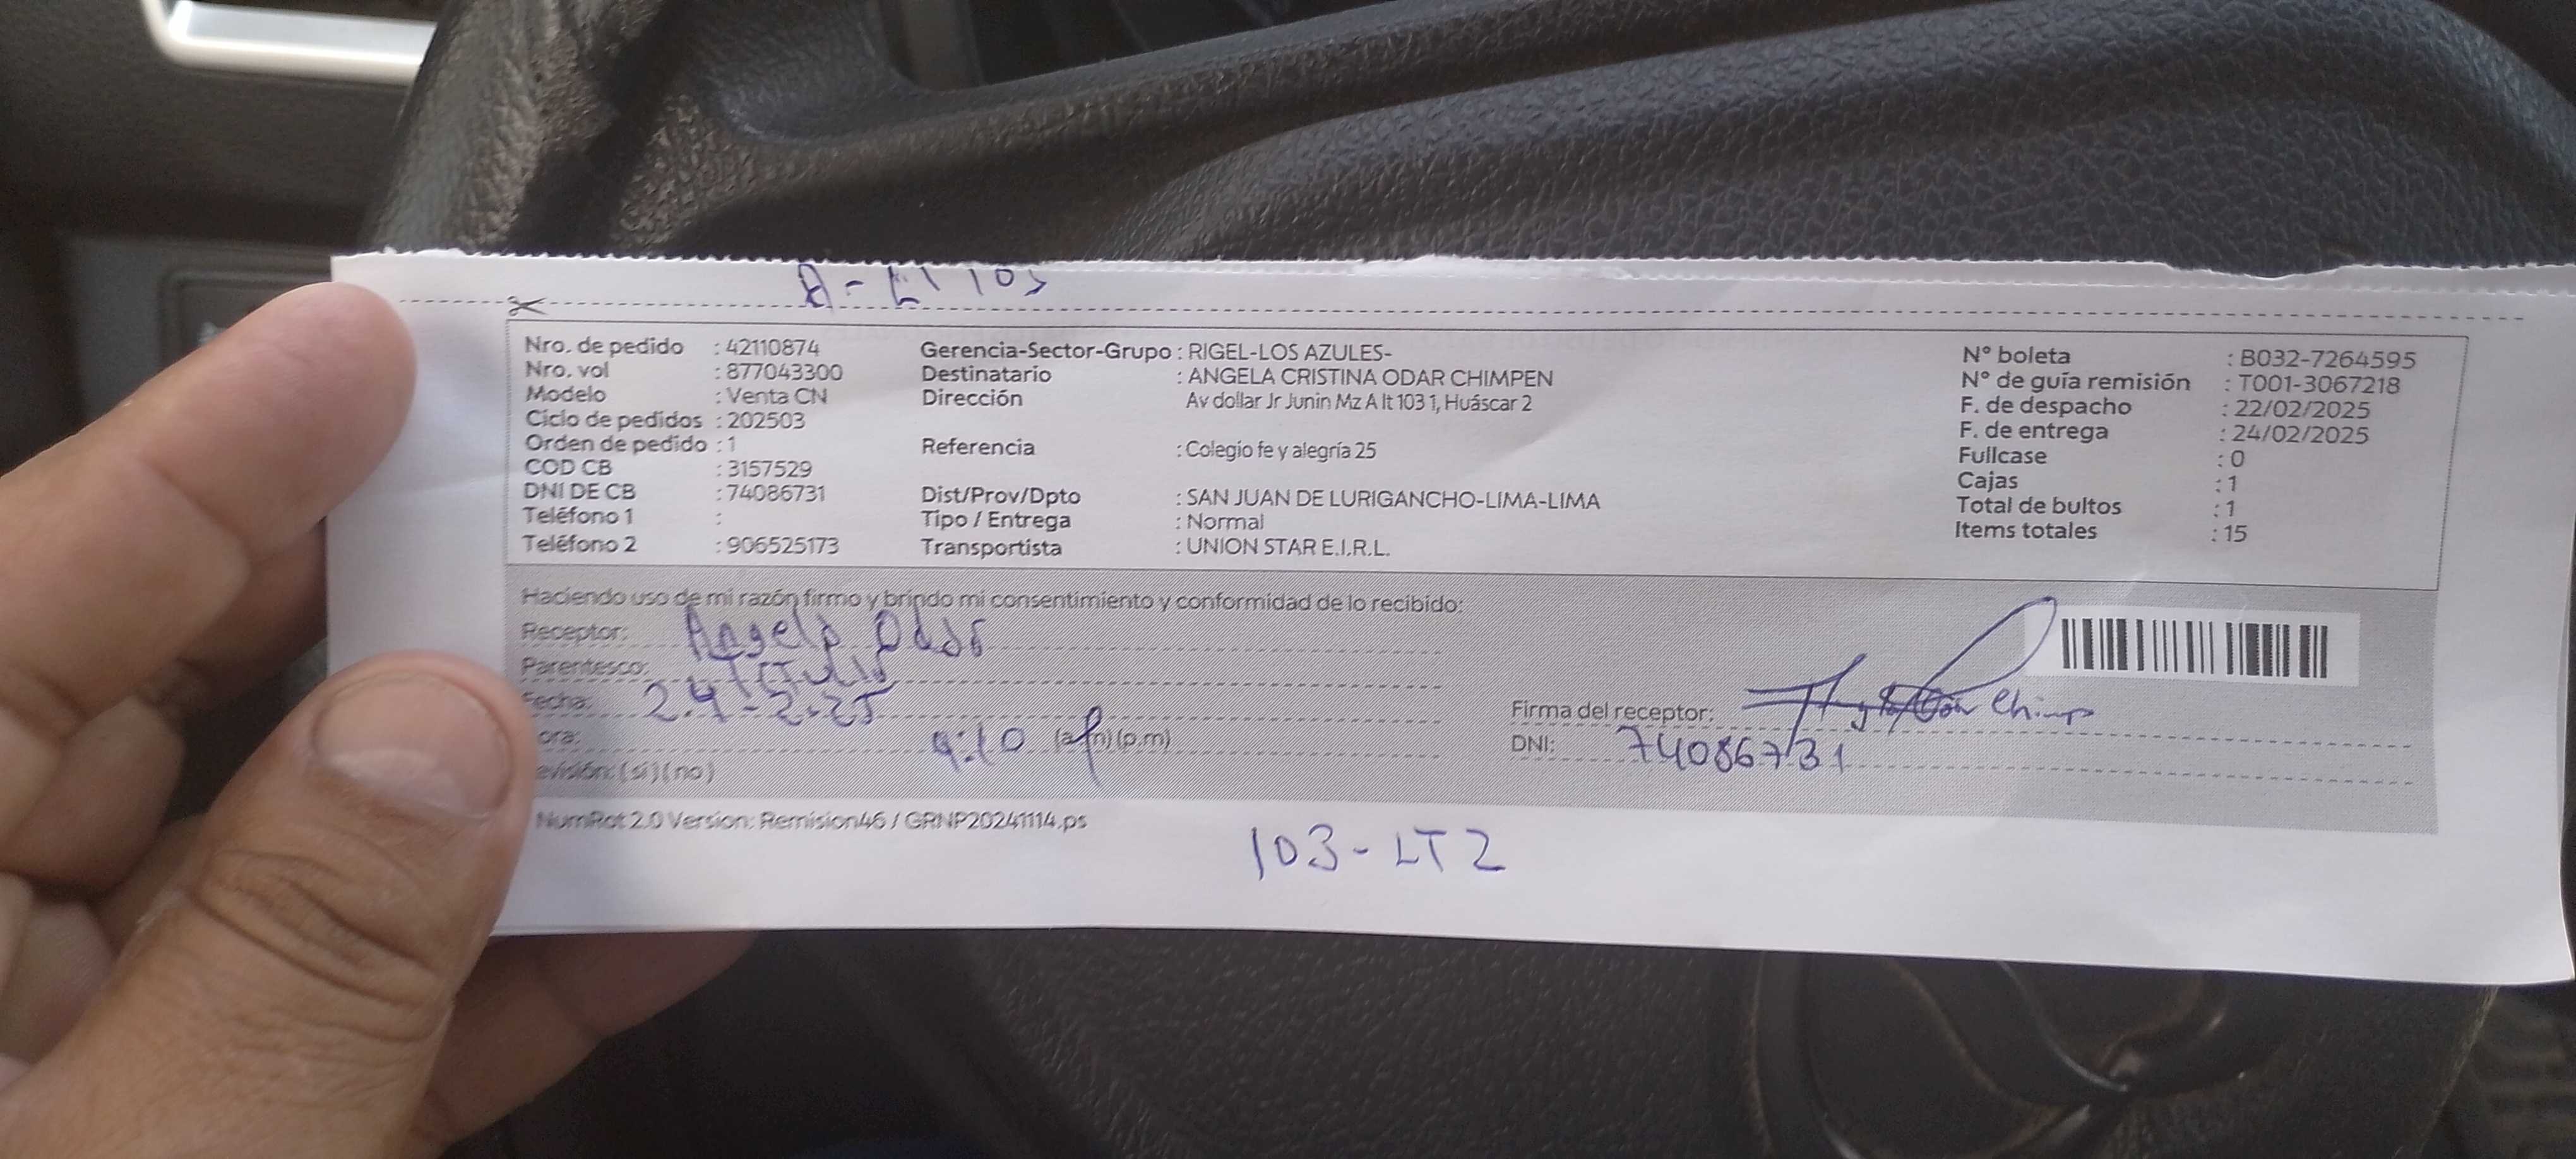 Nro. de pedido : 42110874
Nro. vol : 877043300
Modelo : Venta CN
Ciclo de pedidos : 202503
Orden de pedido : 1
COD CB : 3157529
DNI DE CB : 74086731
Teléfono 1 :
Teléfono 2 : 906525173
Gerencia-Sector-Grupo : RIGEL-LOS AZULES-
Destinatario : ANGELA CRISTINA ODAR CHIMPEN
Dirección Av dollar Jr Junin Mz A lt 103 1, Huáscar 2
Referencia : Colegio fe y alegría 25
Dist/Prov/Dpto : SAN JUAN DE LURIGANCHO-LIMA-LIMA
Tipo / Entrega : Normal
Transportista : UNION STAR E.I.R.L.
N° boleta : B032-7264595
N° de guía remisión : T001-3067218
F. de despacho : 22/02/2025
F. de entrega : 24/02/2025
Fullcase : 0
Cajas : 1
Total de bultos : 1
Items totales : 15
Haciendo uso de mi razón firmo y brindo mi consentimiento y conformidad de lo recibido:
Receptor: Angela Odar
Parentesco:
Fecha: 24-2-25
ora: 4:10 (a.m) (p.m)
evisión: (si) (no)
Firma del receptor: Chimp
DNI: 74086731
NumRot 2.0 Version: Remision46 / GRNP20241114.ps
103-LT2